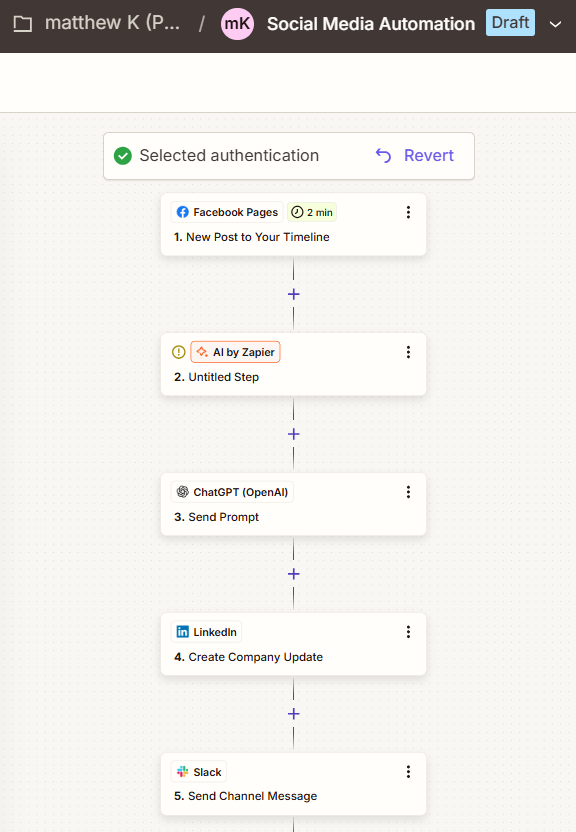 matthew K (P... / mK Social Media Automation Draft
Selected authentication Revert
Facebook Pages 2 min
1. New Post to Your Timeline
AI by Zapier
2. Untitled Step
ChatGPT (OpenAI)
3. Send Prompt
LinkedIn
4. Create Company Update
Slack
5. Send Channel Message